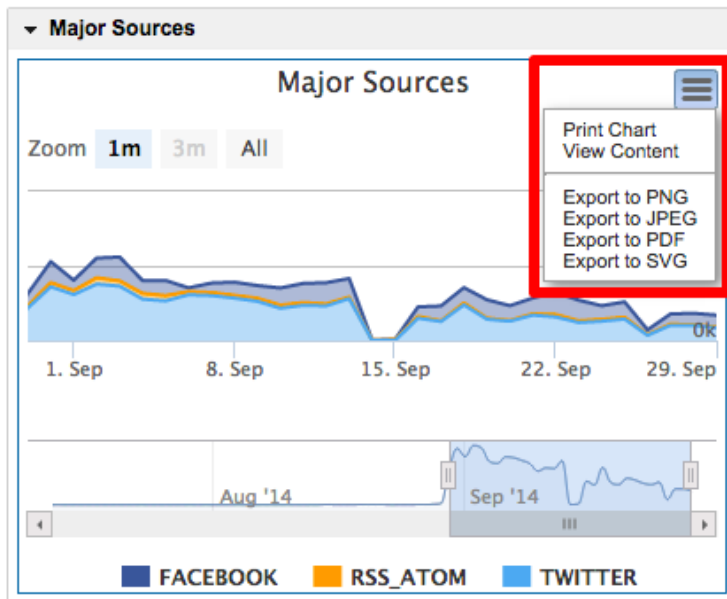 Major Sources
Major Sources
Print Chart
View Content
Export to PNG
Export to JPEG
Export to PDF
Export to SVG
Zoom 1m 3m All
0k
1. Sep 8. Sep 15. Sep 22. Sep 29. Sep
Aug '14 Sep '14
FACEBOOK RSS_ATOM TWITTER